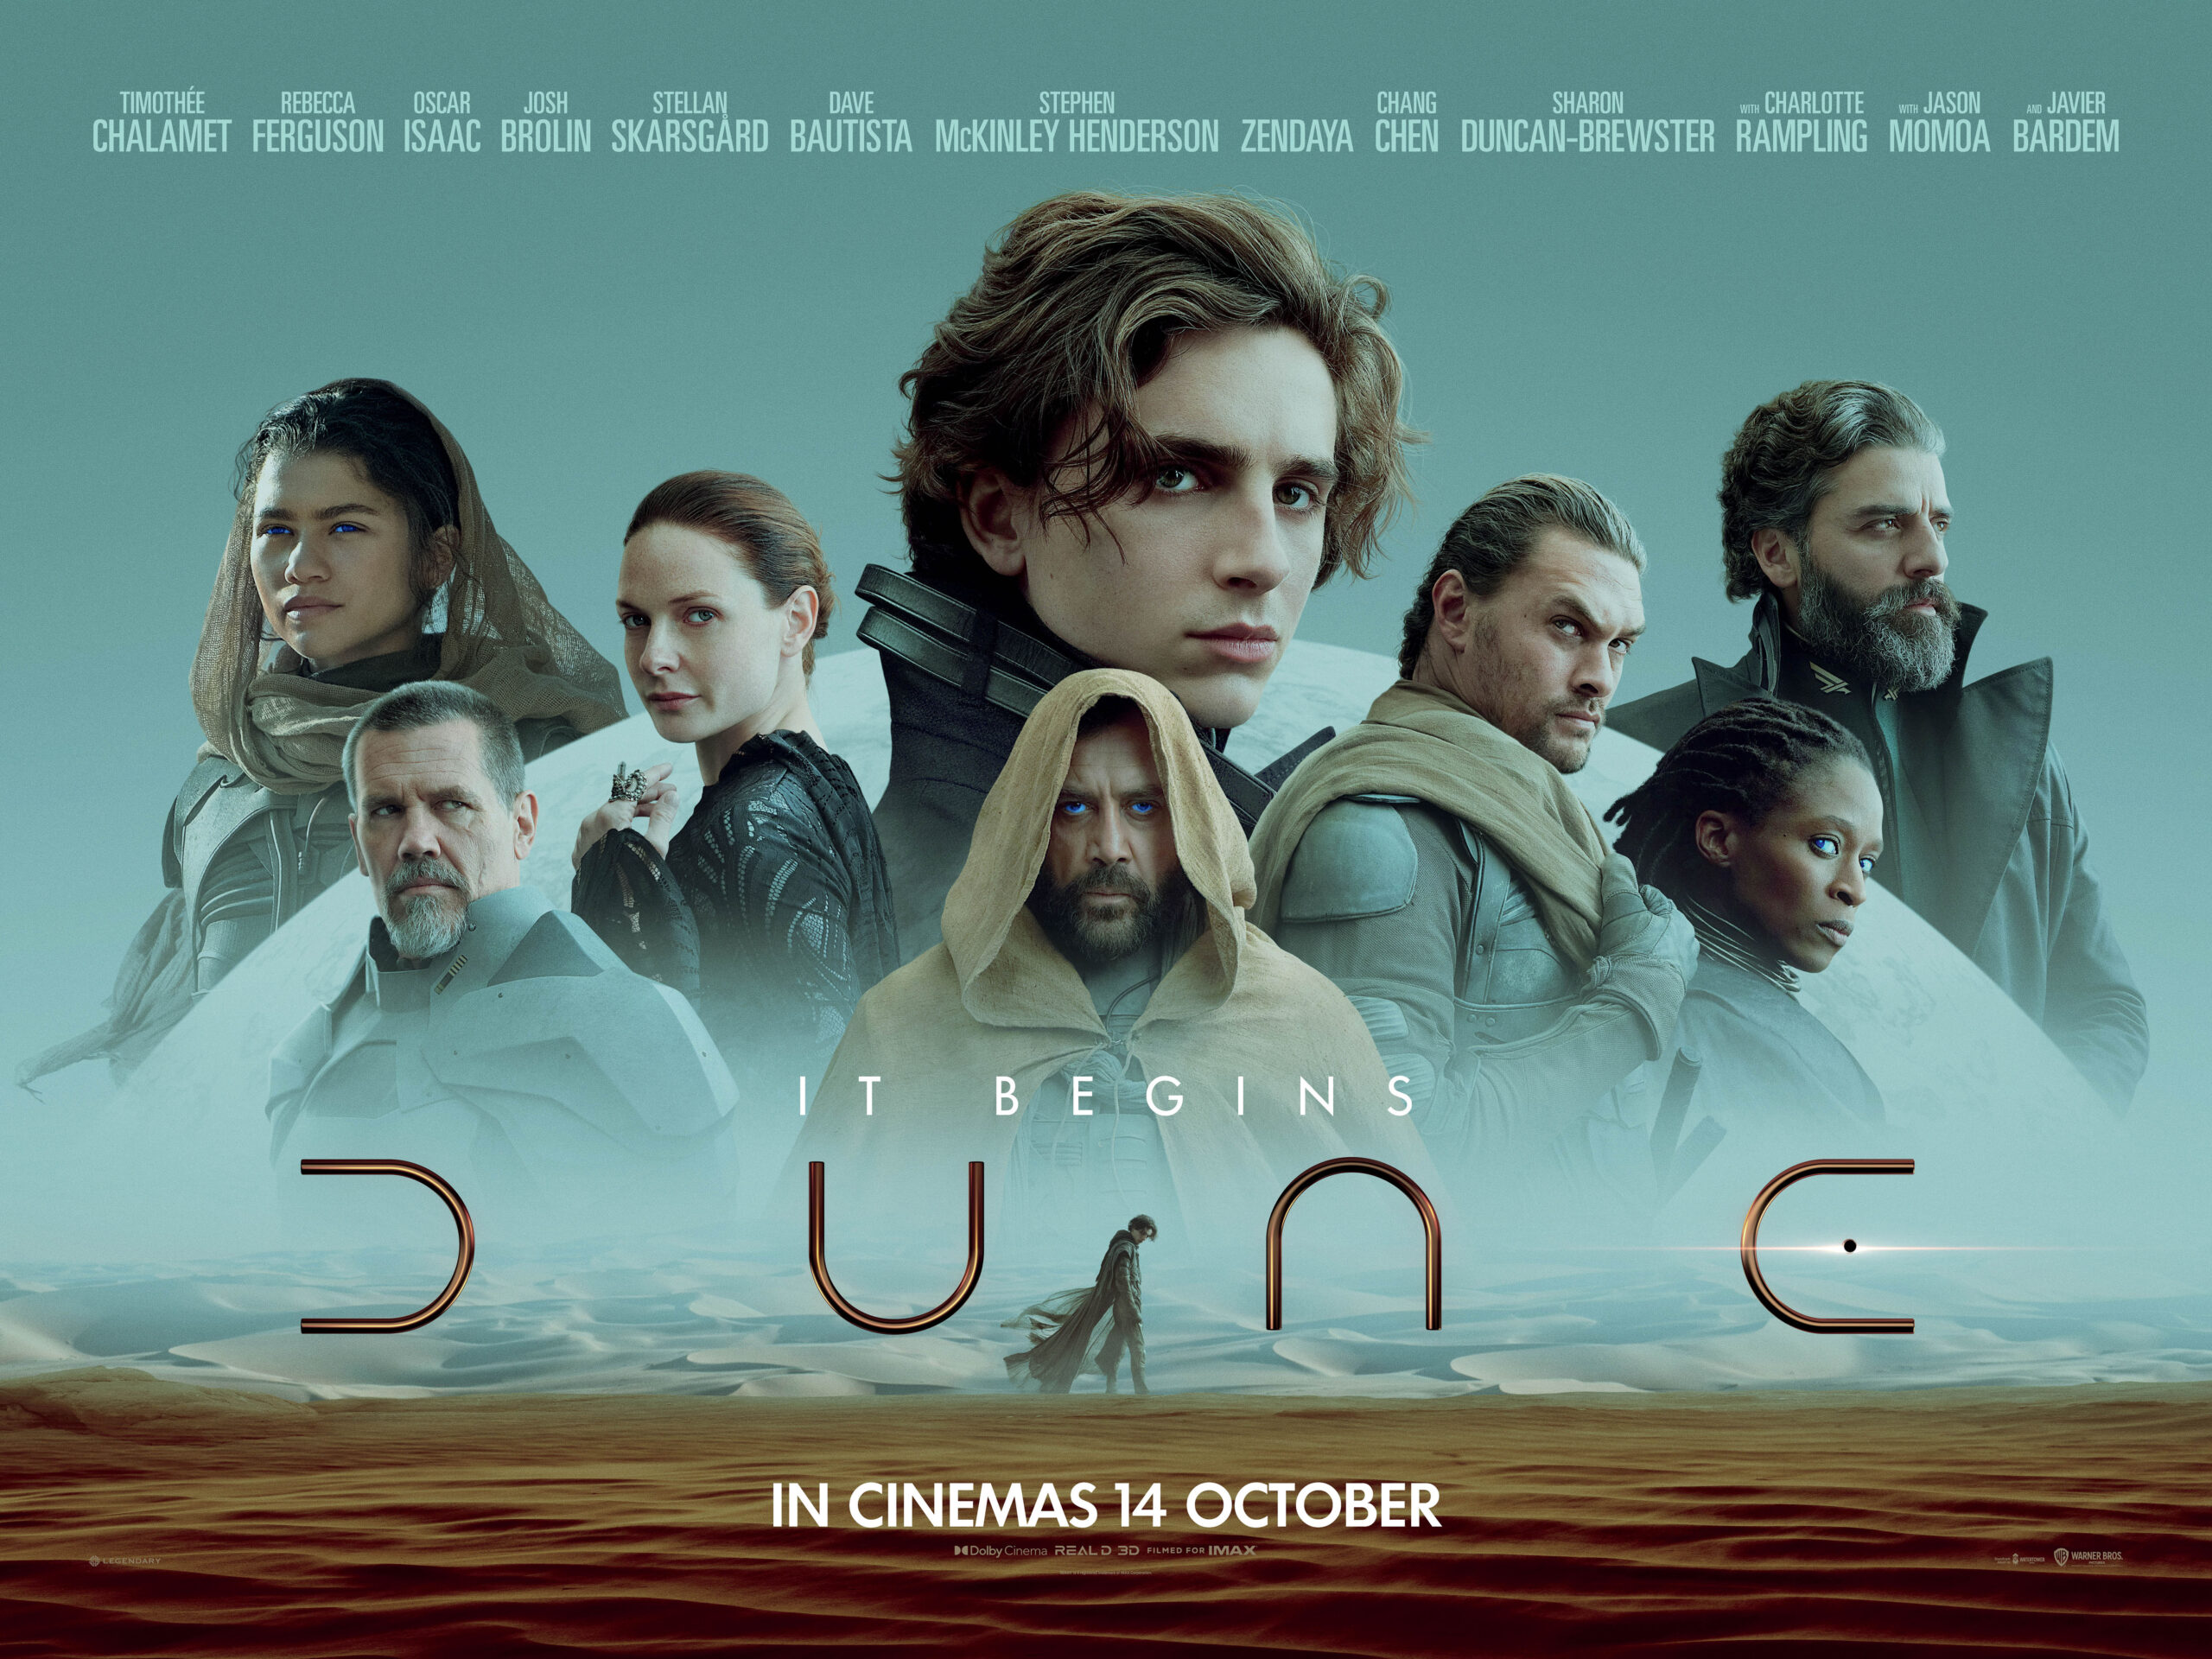 TIMOTHÉE CHALAMET REBECCA FERGUSON OSCAR ISAAC JOSH BROLIN STELLAN SKARSGÅRD DAVE BAUTISTA STEPHEN McKINLEY HENDERSON ZENDAYA CHANG CHEN SHARON DUNCAN-BREWSTER WITH CHARLOTTE RAMPLING WITH JASON MOMOA AND JAVIER BARDEM
IT BEGINS
DUNE
IN CINEMAS 14 OCTOBER
Dolby Cinema REAL D 3D FILMED FOR IMAX
LEGENDARY
WARNER BROS.